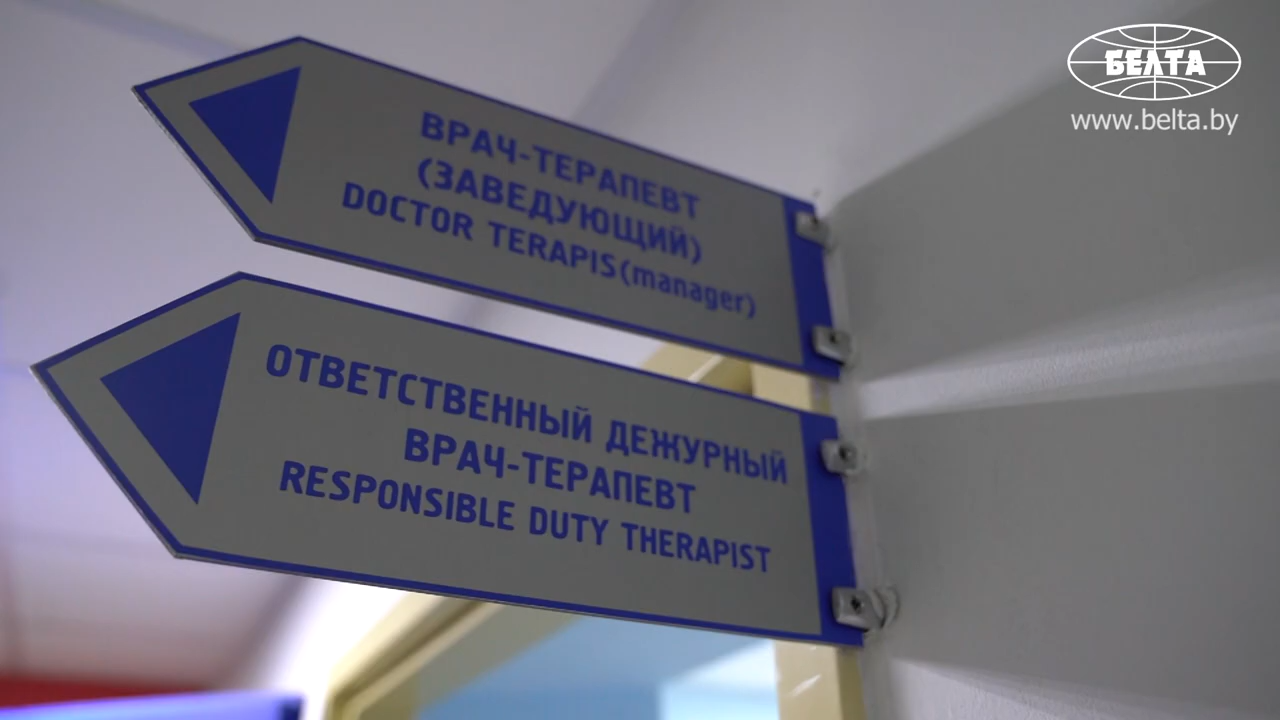 БЕЛТА
www.belta.by
ВРАЧ-ТЕРАПЕВТ
(ЗАВЕДУЮЩИЙ)
DOCTOR TERAPIS(manager)
ОТВЕТСТВЕННЫЙ ДЕЖУРНЫЙ
ВРАЧ-ТЕРАПЕВТ
RESPONSIBLE DUTY THERAPIST